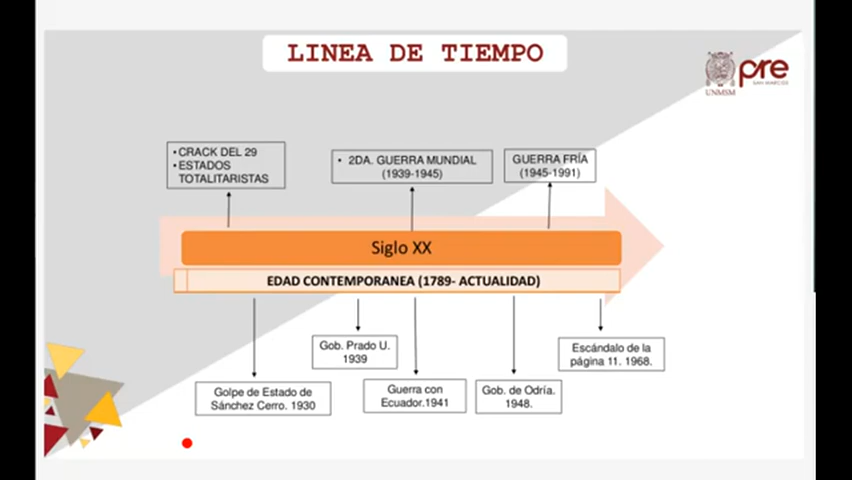 LINEA DE TIEMPO
pre
SAN MARCOS
UNMSM
• CRACK DEL 29
• ESTADOS
TOTALITARISTAS
• 2DA. GUERRA MUNDIAL
(1939-1945)
GUERRA FRÍA
(1945-1991)
Siglo XX
EDAD CONTEMPORANEA (1789- ACTUALIDAD)
Gob. Prado U.
1939
Escándalo de la
página 11. 1968.
Golpe de Estado de
Sánchez Cerro. 1930
Guerra con
Ecuador.1941
Gob. de Odría.
1948.